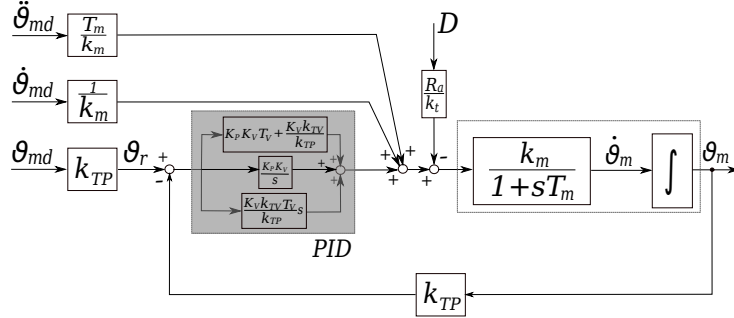 ϑ̈md
Tm
km
D
ϑ̇md
1
km
Ra
kt
KPKVTV+KVkTV
kTP
ϑmd
kTP
ϑr
+
-
KPKV
s
+
+
+
+
+
+
+
+
-
km
1+sTm
ϑ̇m
∫
ϑm
KVkTVTVs
kTP
PID
kTP